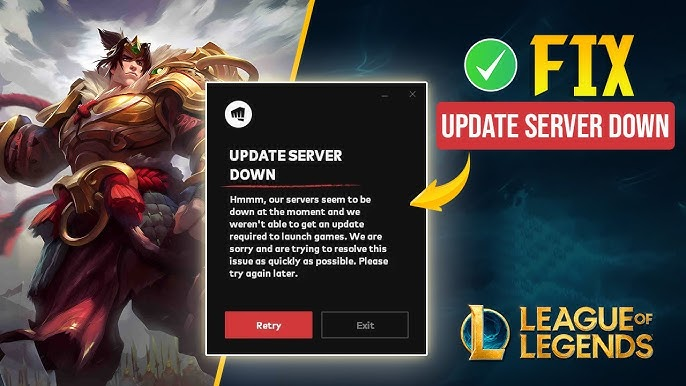 FIX
UPDATE SERVER DOWN
UPDATE SERVER
DOWN
Hmmm, our servers seem to be
down at the moment and we
weren't able to get an update
required to launch games. We are
sorry and are trying to resolve this
issue as quickly as possible. Please
try again later.
Retry
Exit
LEAGUE OF
LEGENDS